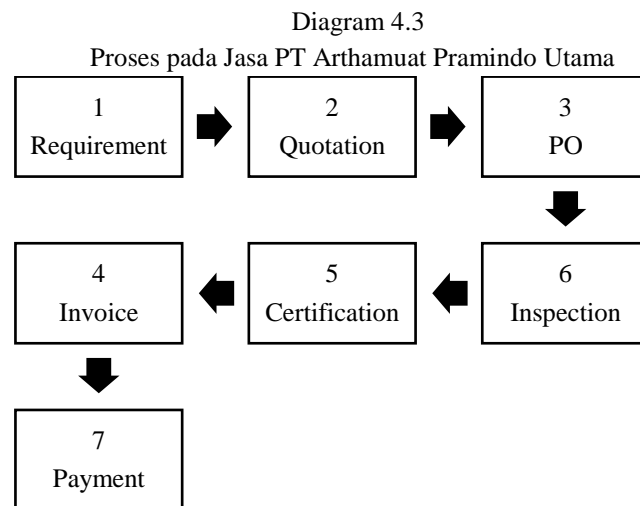 Diagram 4.3
Proses pada Jasa PT Arthamuat Pramindo Utama
1
Requirement
2
Quotation
3
PO
4
Invoice
5
Certification
6
Inspection
7
Payment